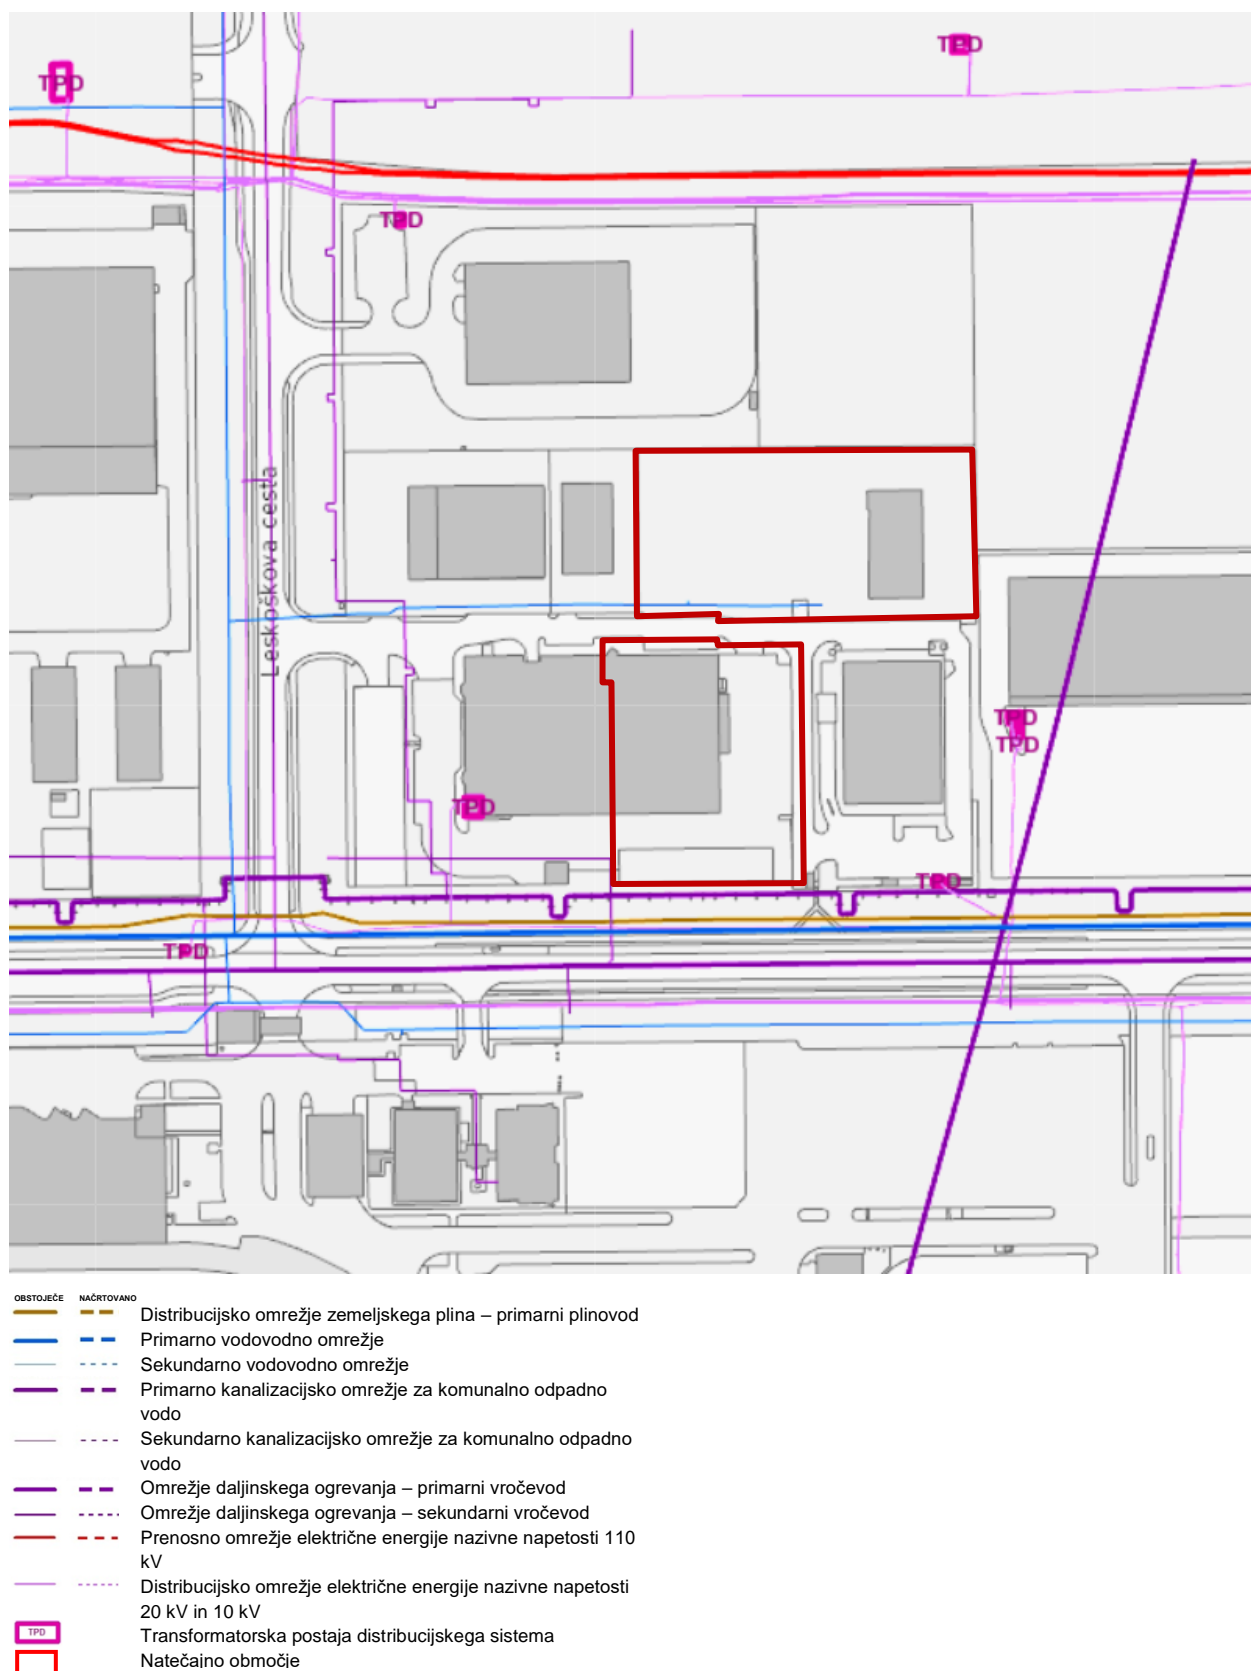 TPD
TPD
TPD
Leskoškova cesta
TPD
TPD
TPD
TPD
TPD
OBSTOJEČE NAČRTOVANO
Distribucijsko omrežje zemeljskega plina – primarni plinovod
Primarno vodovodno omrežje
Sekundarno vodovodno omrežje
Primarno kanalizacijsko omrežje za komunalno odpadno
vodo
Sekundarno kanalizacijsko omrežje za komunalno odpadno
vodo
Omrežje daljinskega ogrevanja – primarni vročevod
Omrežje daljinskega ogrevanja – sekundarni vročevod
Prenosno omrežje električne energije nazivne napetosti 110
kV
Distribucijsko omrežje električne energije nazivne napetosti
20 kV in 10 kV
TPD Transformatorska postaja distribucijskega sistema
Natečajno območje